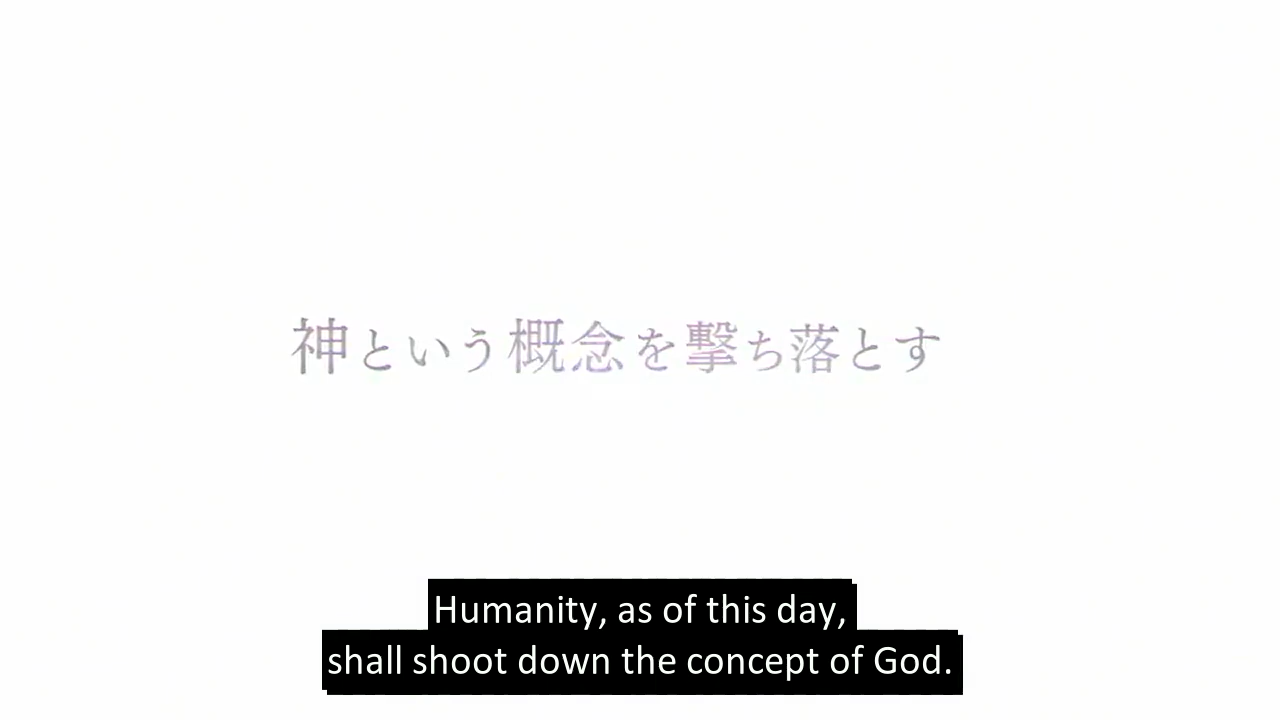 神という概念を撃ち落とす
Humanity, as of this day,
shall shoot down the concept of God.